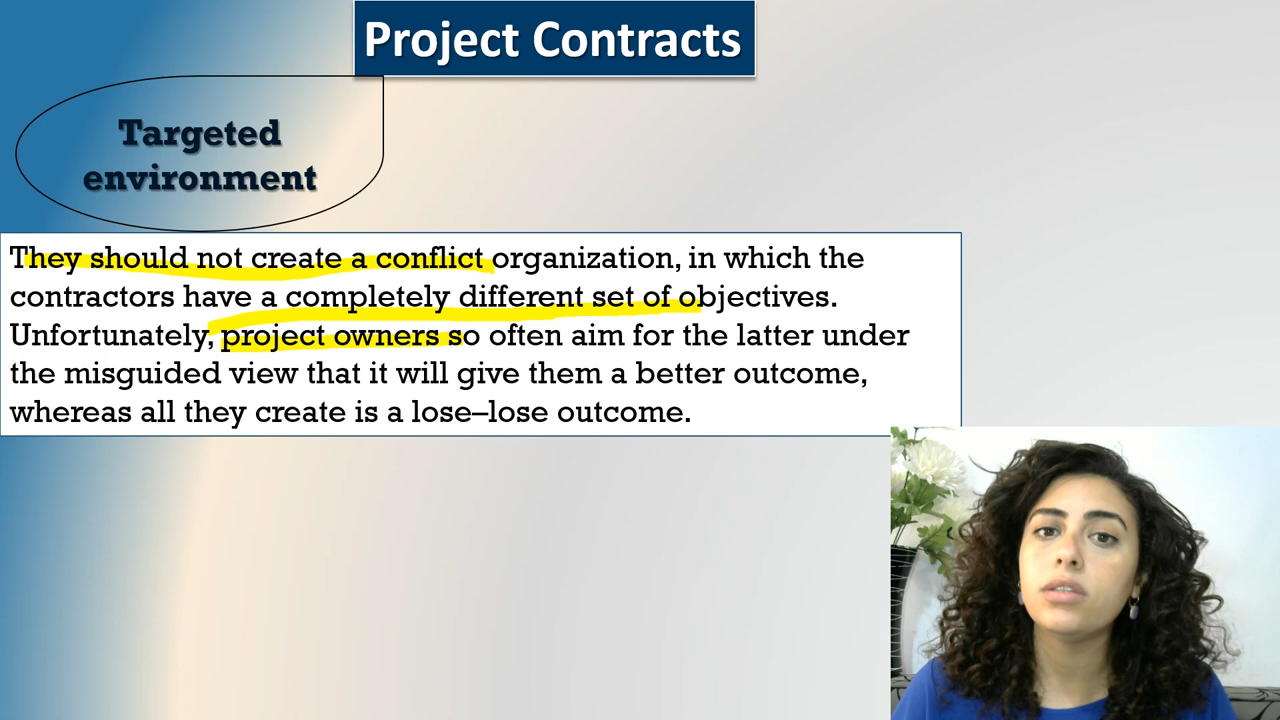 Project Contracts
Targeted
environment
They should not create a conflict organization, in which the
contractors have a completely different set of objectives.
Unfortunately, project owners so often aim for the latter under
the misguided view that it will give them a better outcome,
whereas all they create is a lose–lose outcome.